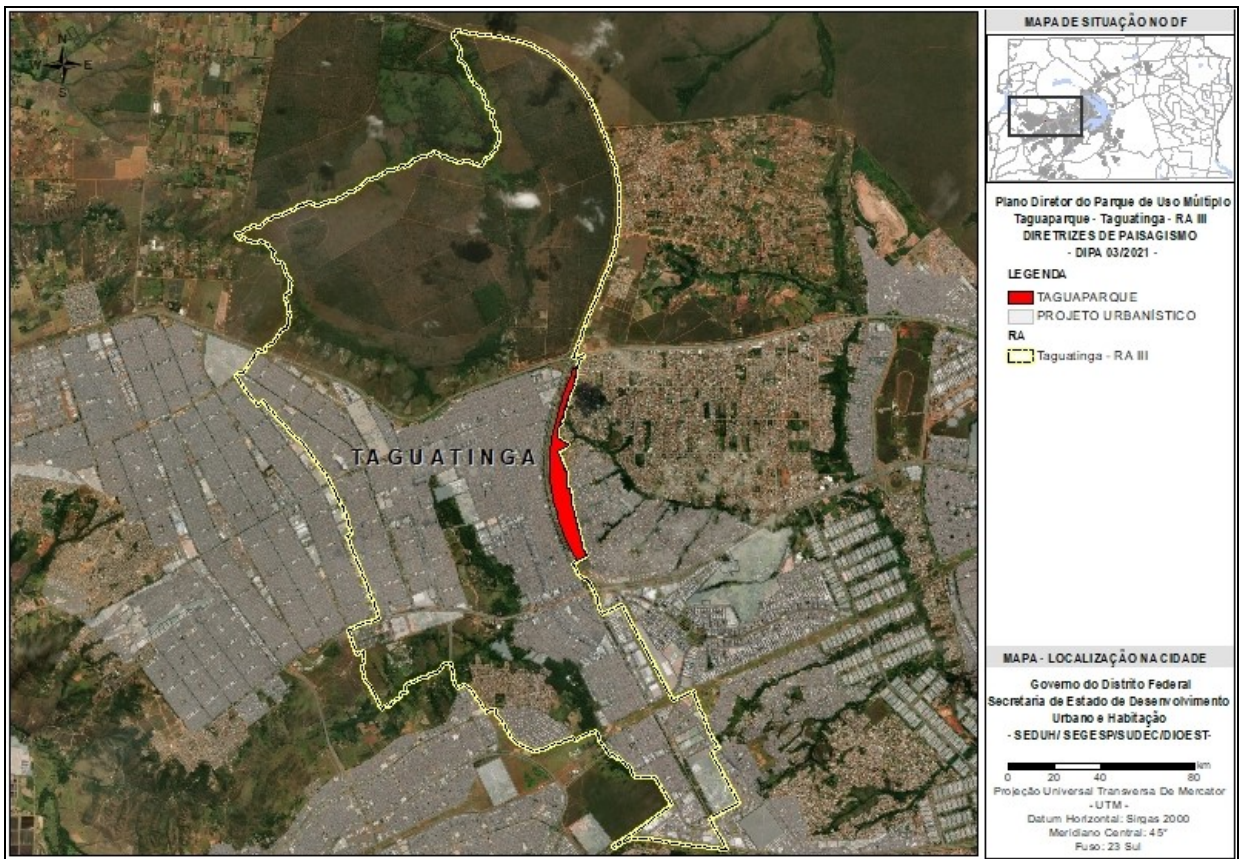 N
W E
S
TAGUATINGA
MAPA DE SITUAÇÃO NO DF
Plano Diretor do Parque de Uso Múltiplo
Taguaparque - Taguatinga - RA III
DIRETRIZES DE PAISAGISMO
- DIPA 03/2021 -
LEGENDA
TAGUAPARQUE
PROJETO URBANÍSTICO
RA
Taguatinga - RA III
MAPA - LOCALIZAÇÃO NA CIDADE
Governo do Distrito Federal
Secretaria de Estado de Desenvolvimento
Urbano e Habitação
- SEDUH/ SEGESP/SUDEC/DIOEST-
km
0 20 40 80
Projeção Universal Transversa De Mercator
- UTM -
Datum Horizontal: Sirgas 2000
Meridiano Central: 45°
Fuso: 23 Sul